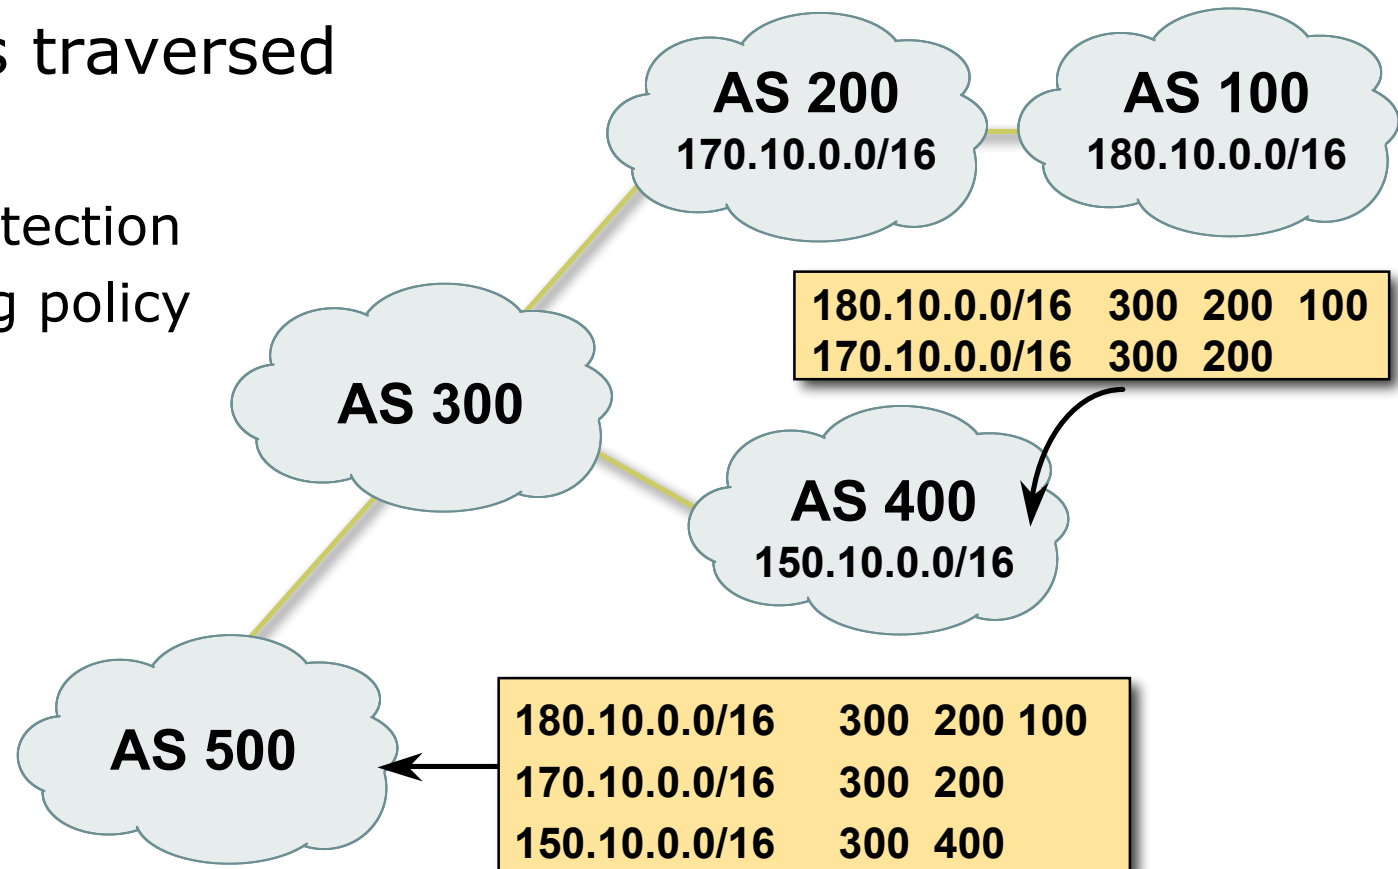 s traversed
tection
g policy
AS 200
170.10.0.0/16
AS 100
180.10.0.0/16
180.10.0.0/16 300 200 100
170.10.0.0/16 300 200
AS 300
AS 400
150.10.0.0/16
AS 500
180.10.0.0/16 300 200 100
170.10.0.0/16 300 200
150.10.0.0/16 300 400